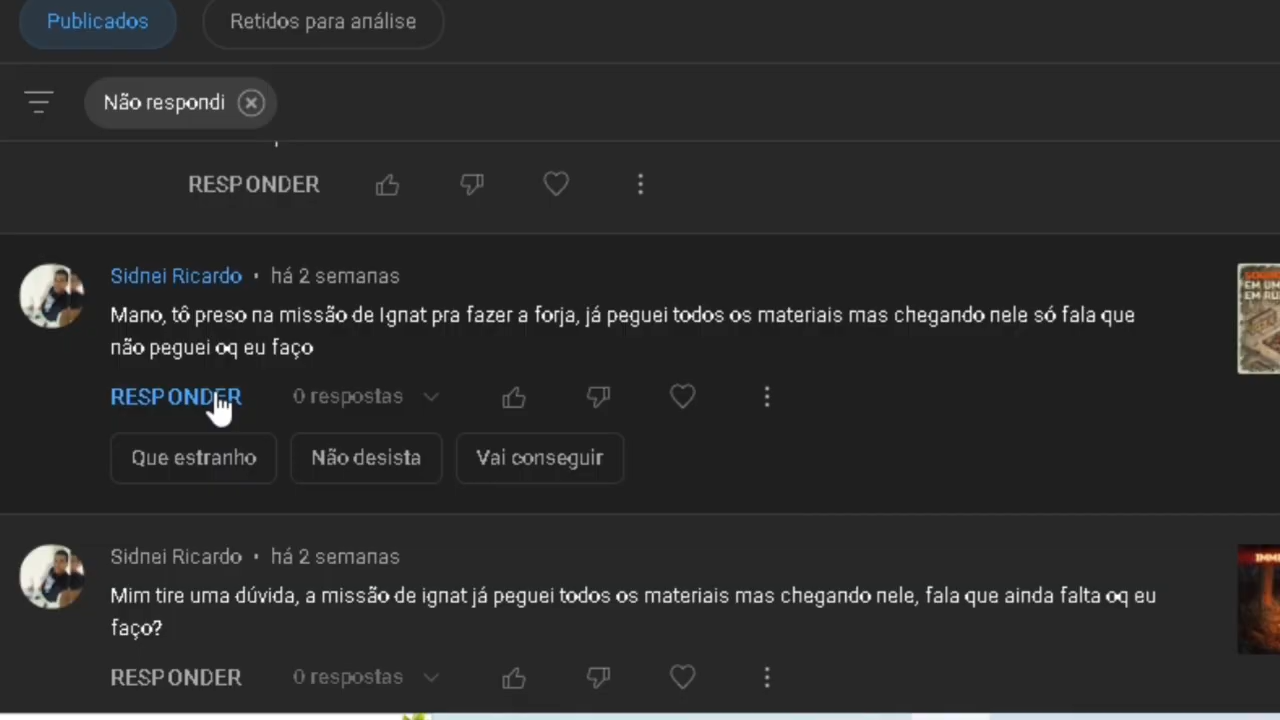 Publicados
Retidos para análise
Não respondi
RESPONDER
Sidnei Ricardo • há 2 semanas
Mano, tô preso na missão de Ignat pra fazer a forja, já peguei todos os materiais mas chegando nele só fala que
não peguei oq eu faço
RESPONDER
0 respostas
Que estranho
Não desista
Vai conseguir
Sidnei Ricardo • há 2 semanas
Mim tire uma dúvida, a missão de ignat já peguei todos os materiais mas chegando nele, fala que ainda falta oq eu
faço?
RESPONDER
0 respostas